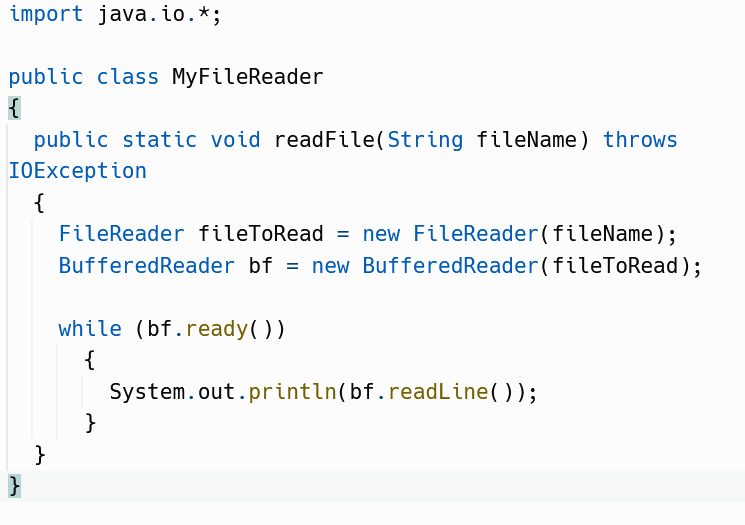 import java.io.*;

public class MyFileReader
{
  public static void readFile(String fileName) throws
IOException
  {
    FileReader fileToRead = new FileReader(fileName);
    BufferedReader bf = new BufferedReader(fileToRead);

    while (bf.ready())
      {
        System.out.println(bf.readLine());
      }
  }
}